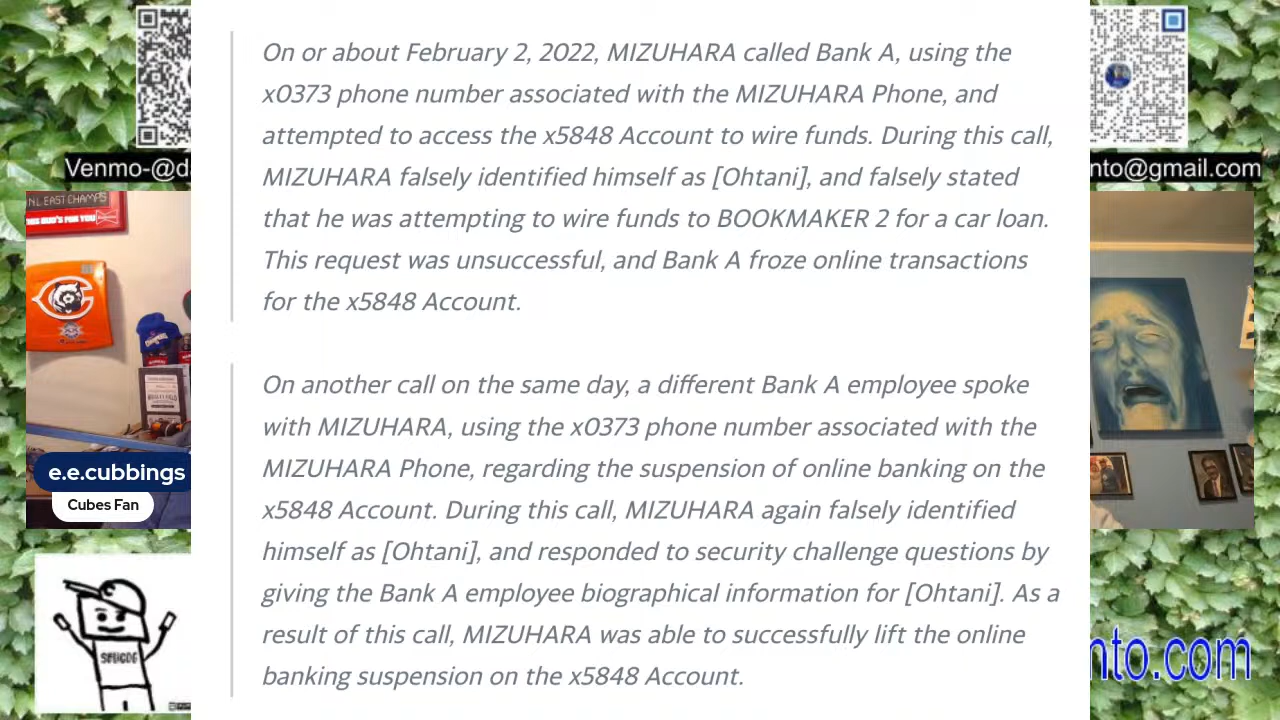 Venmo-@d
nto@gmail.com
On or about February 2, 2022, MIZUHARA called Bank A, using the
x0373 phone number associated with the MIZUHARA Phone, and
attempted to access the x5848 Account to wire funds. During this call,
MIZUHARA falsely identified himself as [Ohtani], and falsely stated
that he was attempting to wire funds to BOOKMAKER 2 for a car loan.
This request was unsuccessful, and Bank A froze online transactions
for the x5848 Account.
On another call on the same day, a different Bank A employee spoke
with MIZUHARA, using the x0373 phone number associated with the
MIZUHARA Phone, regarding the suspension of online banking on the
x5848 Account. During this call, MIZUHARA again falsely identified
himself as [Ohtani], and responded to security challenge questions by
giving the Bank A employee biographical information for [Ohtani]. As a
result of this call, MIZUHARA was able to successfully lift the online
banking suspension on the x5848 Account.
NL EAST CHAMPS
THIS BUD'S FOR YOU
C
e.e.cubbings
Cubes Fan
nto.com